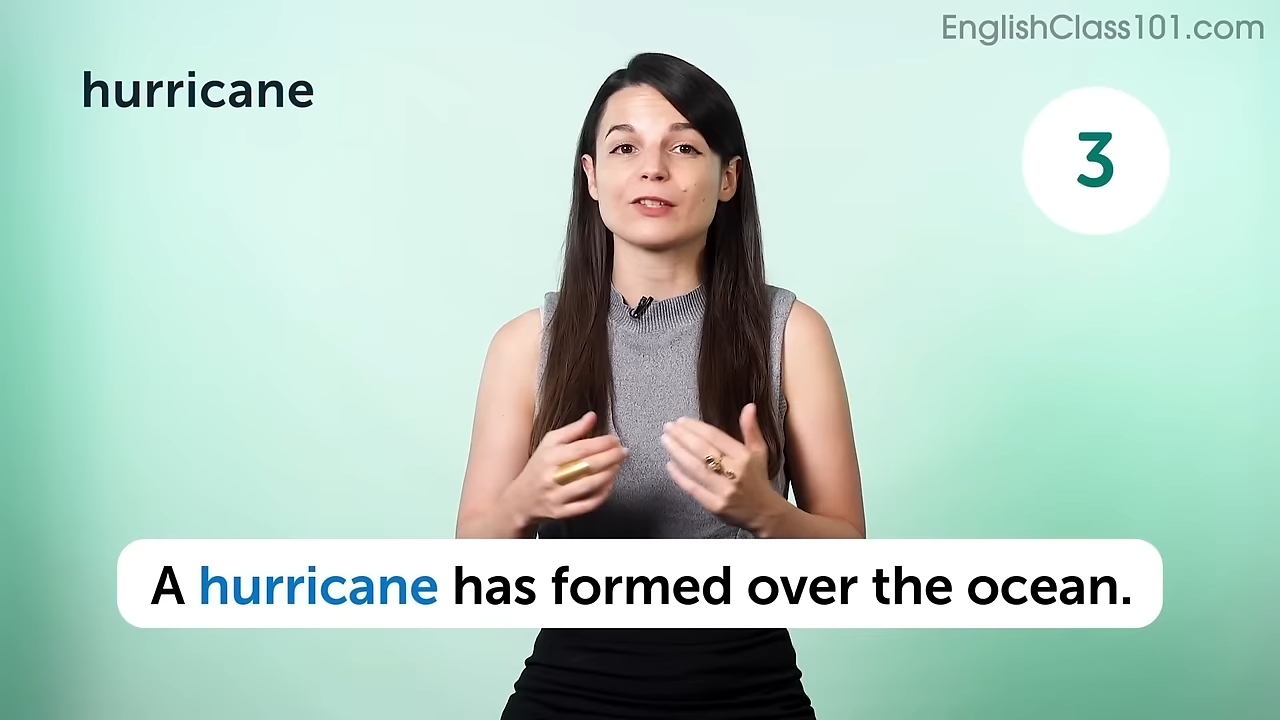 EnglishClass101.com
hurricane
3
A hurricane has formed over the ocean.